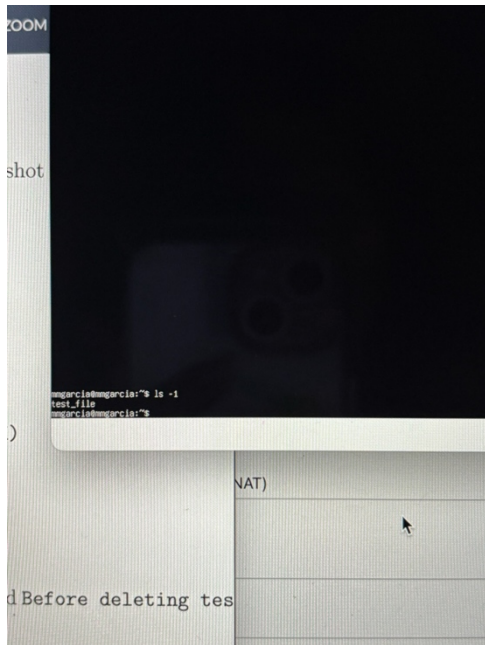 ZOOM
shot
mmgarcia@mmgarcia:~$ ls -1
test_file
mmgarcia@mmgarcia:~$
.)
NAT)
d Before deleting tes